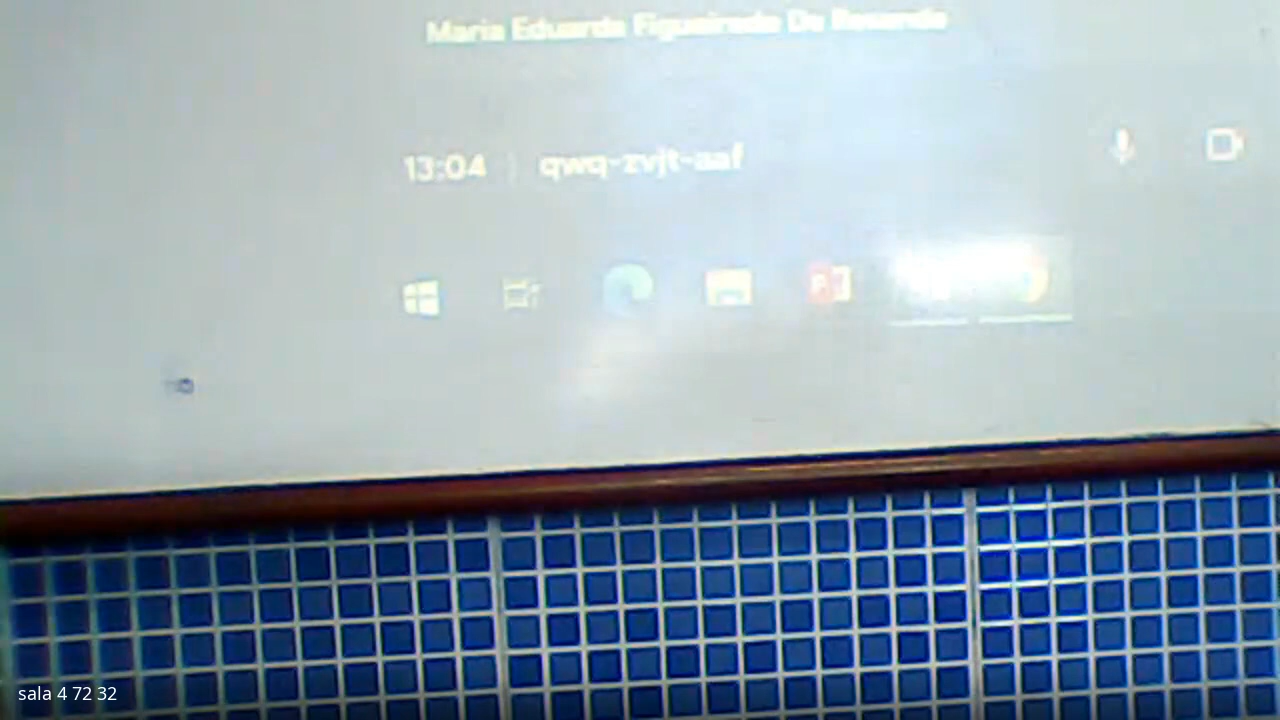 Maria Eduarda Figueiredo De Resende
13:04 | qwq-zvjt-aaf
sala 4 72 32